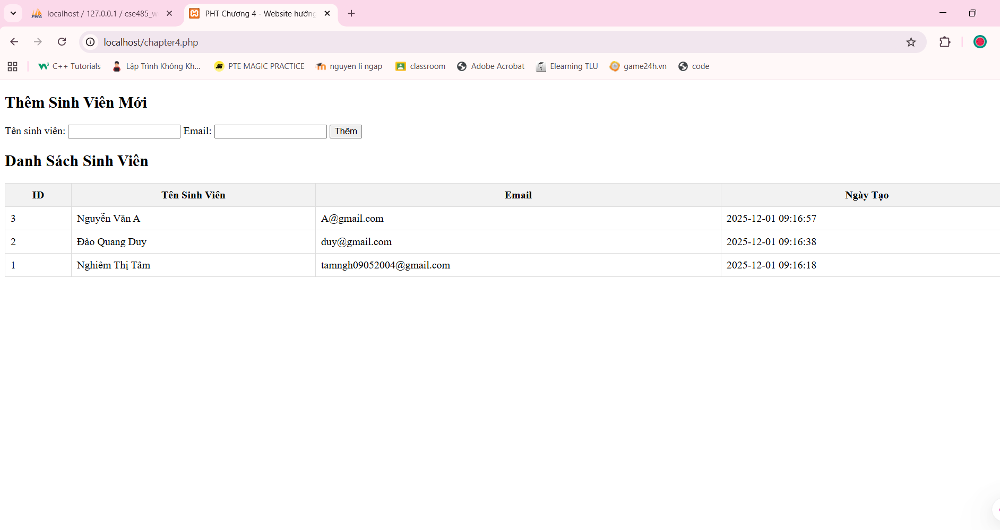 localhost / 127.0.0.1 / cse485_w
PHT Chương 4 - Website hướng
localhost/chapter4.php
C++ Tutorials Lập Trình Không Kh... PTE MAGIC PRACTICE nguyen li ngap classroom Adobe Acrobat Elearning TLU game24h.vn code
Thêm Sinh Viên Mới
Tên sinh viên: Email: Thêm
Danh Sách Sinh Viên
ID Tên Sinh Viên Email Ngày Tạo
3 Nguyễn Văn A A@gmail.com 2025-12-01 09:16:57
2 Đào Quang Duy duy@gmail.com 2025-12-01 09:16:38
1 Nghiêm Thị Tâm tamngh09052004@gmail.com 2025-12-01 09:16:18